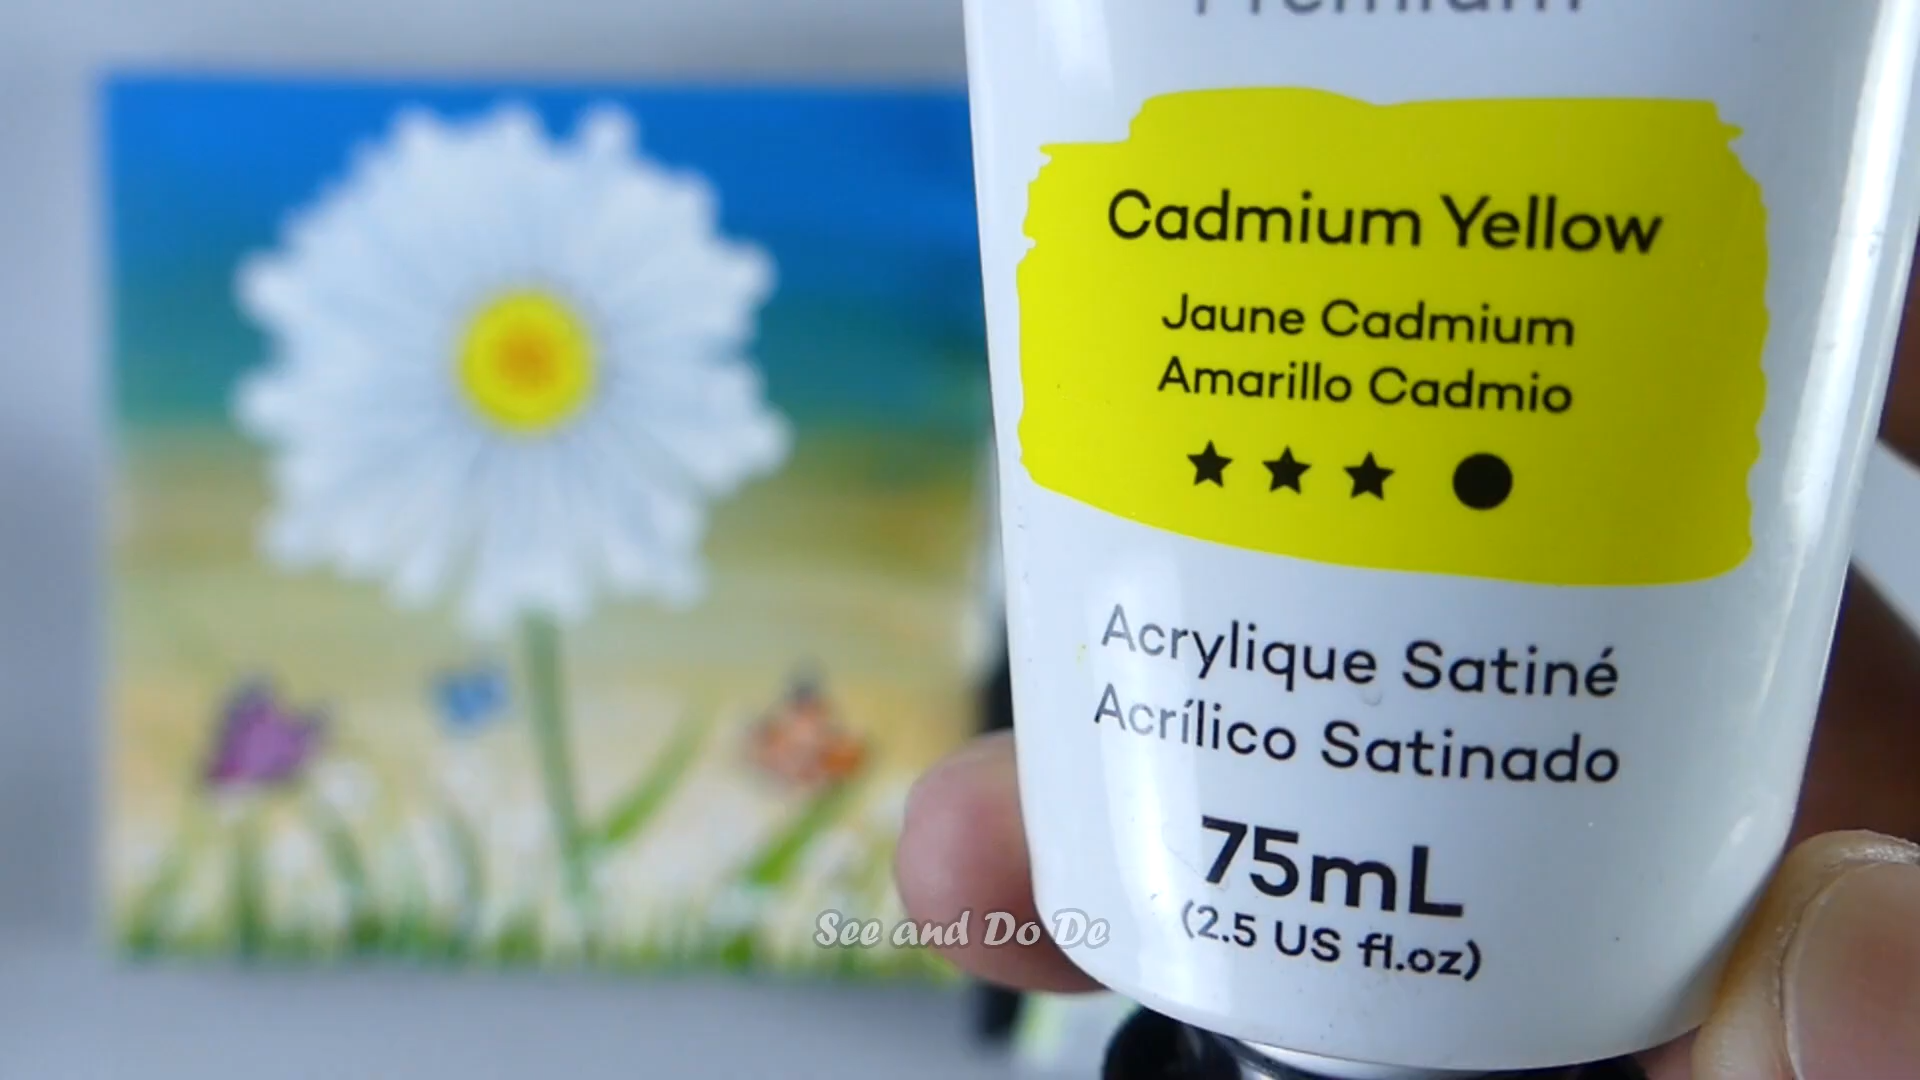 Premium
Cadmium Yellow
Jaune Cadmium
Amarillo Cadmio
Acrylique Satiné
Acrílico Satinado
75mL
(2.5 US fl.oz)
See and Do De